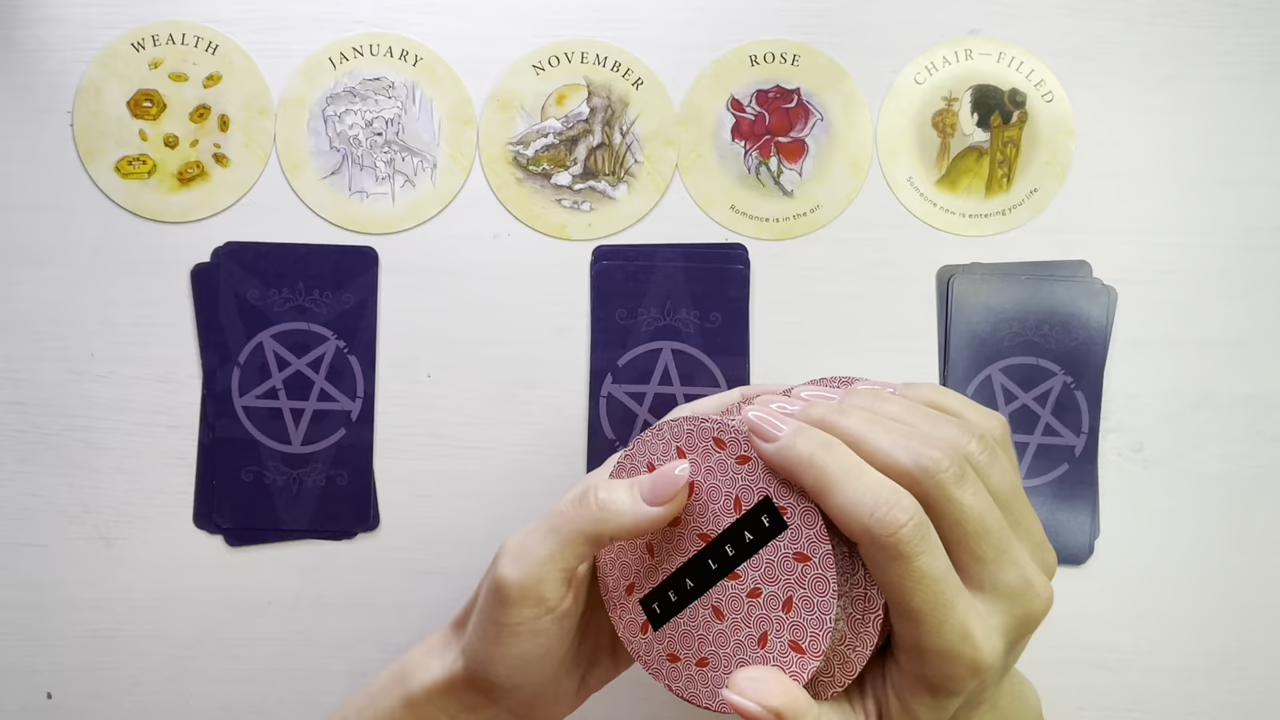 WEALTH
JANUARY
NOVEMBER
ROSE
Romance is in the air.
CHAIR—FILLED
Someone new is entering your life.
TEA LEAF